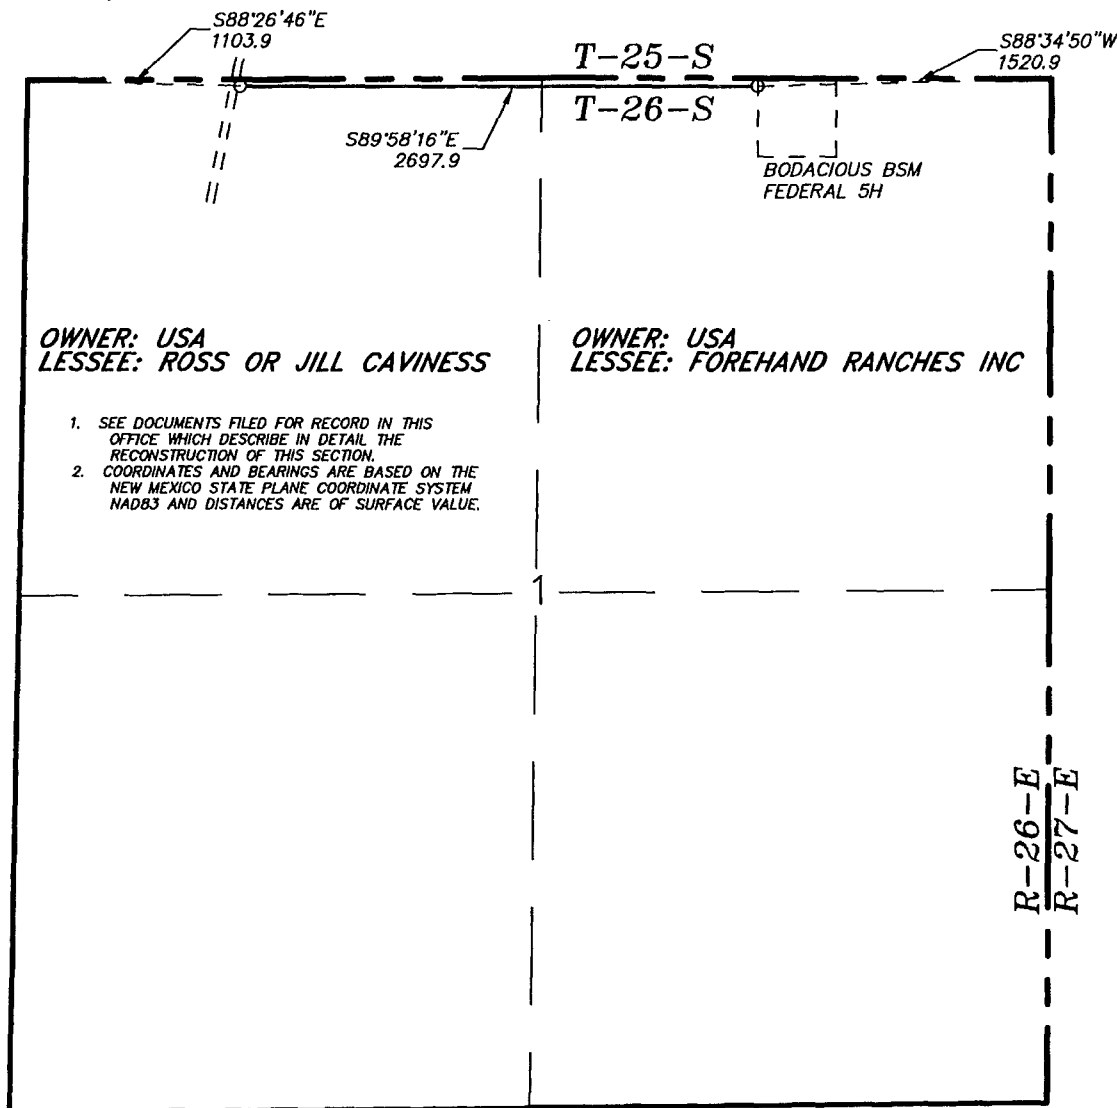 S88°26'46"E
1103.9
T-25-S
S88°34'50"W
1520.9
T-26-S
S89°58'16"E
2697.9
BODACIOUS BSM
FEDERAL 5H
OWNER: USA
LESSEE: ROSS OR JILL CAVINESS
OWNER: USA
LESSEE: FOREHAND RANCHES INC
1. SEE DOCUMENTS FILED FOR RECORD IN THIS
OFFICE WHICH DESCRIBE IN DETAIL THE
RECONSTRUCTION OF THIS SECTION.
2. COORDINATES AND BEARINGS ARE BASED ON THE
NEW MEXICO STATE PLANE COORDINATE SYSTEM
NAD83 AND DISTANCES ARE OF SURFACE VALUE.
1
R-26-E
R-27-E